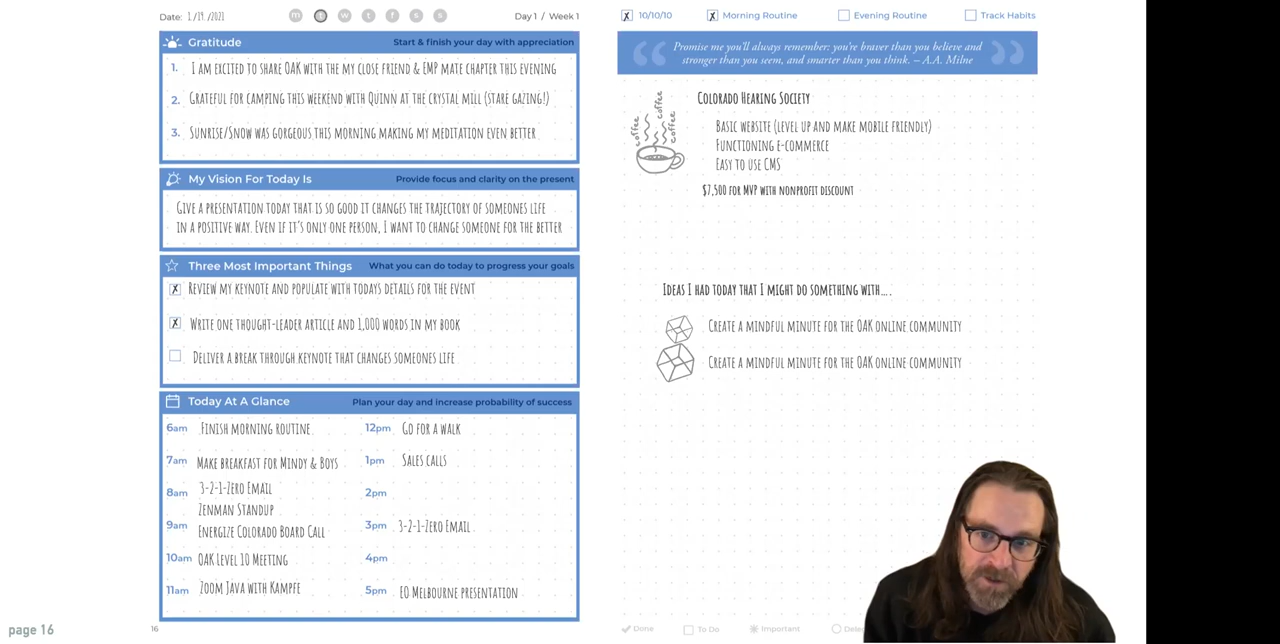 Date: 1/19/2021
m t w t f s s
Day 1 / Week 1
Gratitude
Start & finish your day with appreciation
1. I AM EXCITED TO SHARE OAK WITH THE MY CLOSE FRIEND & EMP MATE CHAPTER THIS EVENING
2. GRATEFUL FOR CAMPING THIS WEEKEND WITH QUINN AT THE CRYSTAL MILL (STARE GAZING!)
3. SUNRISE/SNOW WAS GORGEOUS THIS MORNING MAKING MY MEDITATION EVEN BETTER
My Vision For Today Is
Provide focus and clarity on the present
GIVE A PRESENTATION TODAY THAT IS SO GOOD IT CHANGES THE TRAJECTORY OF SOMEONES LIFE
IN A POSITIVE WAY. EVEN IF IT'S ONLY ONE PERSON, I WANT TO CHANGE SOMEONE FOR THE BETTER
Three Most Important Things
What you can do today to progress your goals
X REVIEW MY KEYNOTE AND POPULATE WITH TODAYS DETAILS FOR THE EVENT
X WRITE ONE THOUGHT-LEADER ARTICLE AND 1,000 WORDS IN MY BOOK
DELIVER A BREAK THROUGH KEYNOTE THAT CHANGES SOMEONES LIFE
Today At A Glance
Plan your day and increase probability of success
6am FINISH MORNING ROUTINE
7am MAKE BREAKFAST FOR MINDY & BOYS
8am 3-2-1-ZERO EMAIL
ZENMAN STANDUP
9am ENERGIZE COLORADO BOARD CALL
10am OAK LEVEL 10 MEETING
11am ZOOM JAVA WITH KAMPFE
12pm GO FOR A WALK
1pm SALES CALLS
2pm
3pm 3-2-1-ZERO EMAIL
4pm
5pm EO MELBOURNE PRESENTATION
page 16
16
X 10/10/10
X Morning Routine
Evening Routine
Track Habits
Promise me you'll always remember: you're braver than you believe and
stronger than you seem, and smarter than you think. – A.A. Milne
coffee
coffee
coffee
COLORADO HEARING SOCIETY
BASIC WEBSITE (LEVEL UP AND MAKE MOBILE FRIENDLY)
FUNCTIONING E-COMMERCE
EASY TO USE CMS
$7,500 FOR MVP WITH NONPROFIT DISCOUNT
IDEAS I HAD TODAY THAT I MIGHT DO SOMETHING WITH....
CREATE A MINDFUL MINUTE FOR THE OAK ONLINE COMMUNITY
CREATE A MINDFUL MINUTE FOR THE OAK ONLINE COMMUNITY
Done
To Do
Important